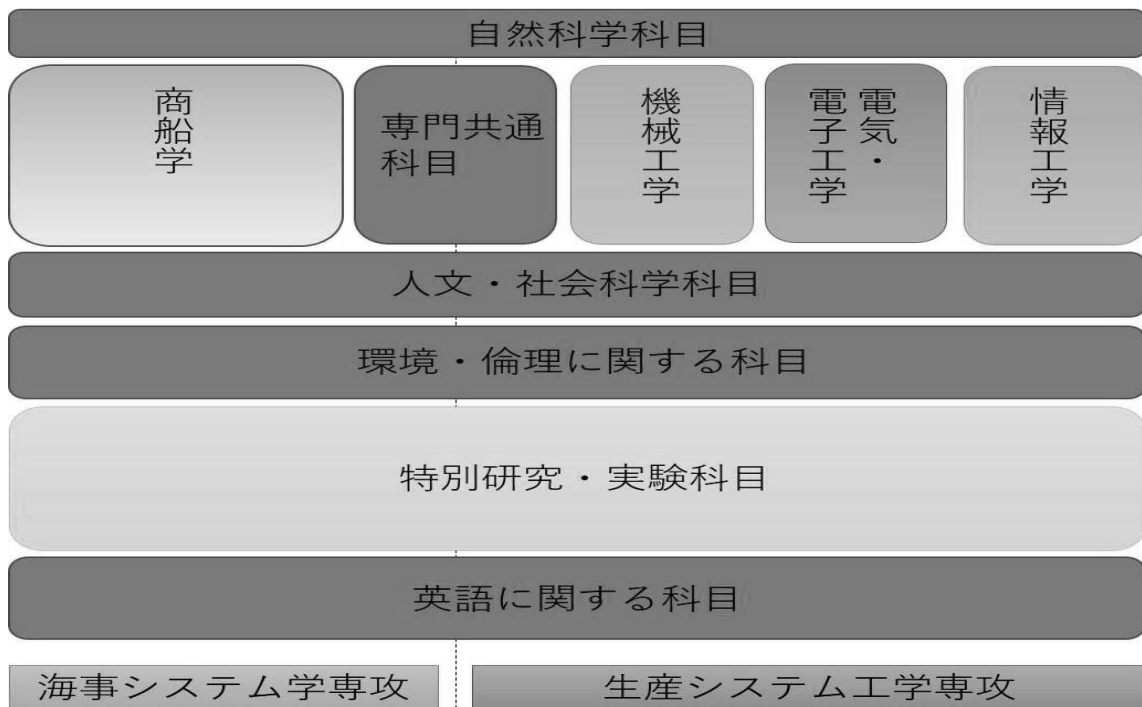 自然科学科目
商船学
専門共通
科目
機械工学
電気・
電子工学
情報工学
人文・社会科学科目
環境・倫理に関する科目
特別研究・実験科目
英語に関する科目
海事システム学専攻
生産システム工学専攻